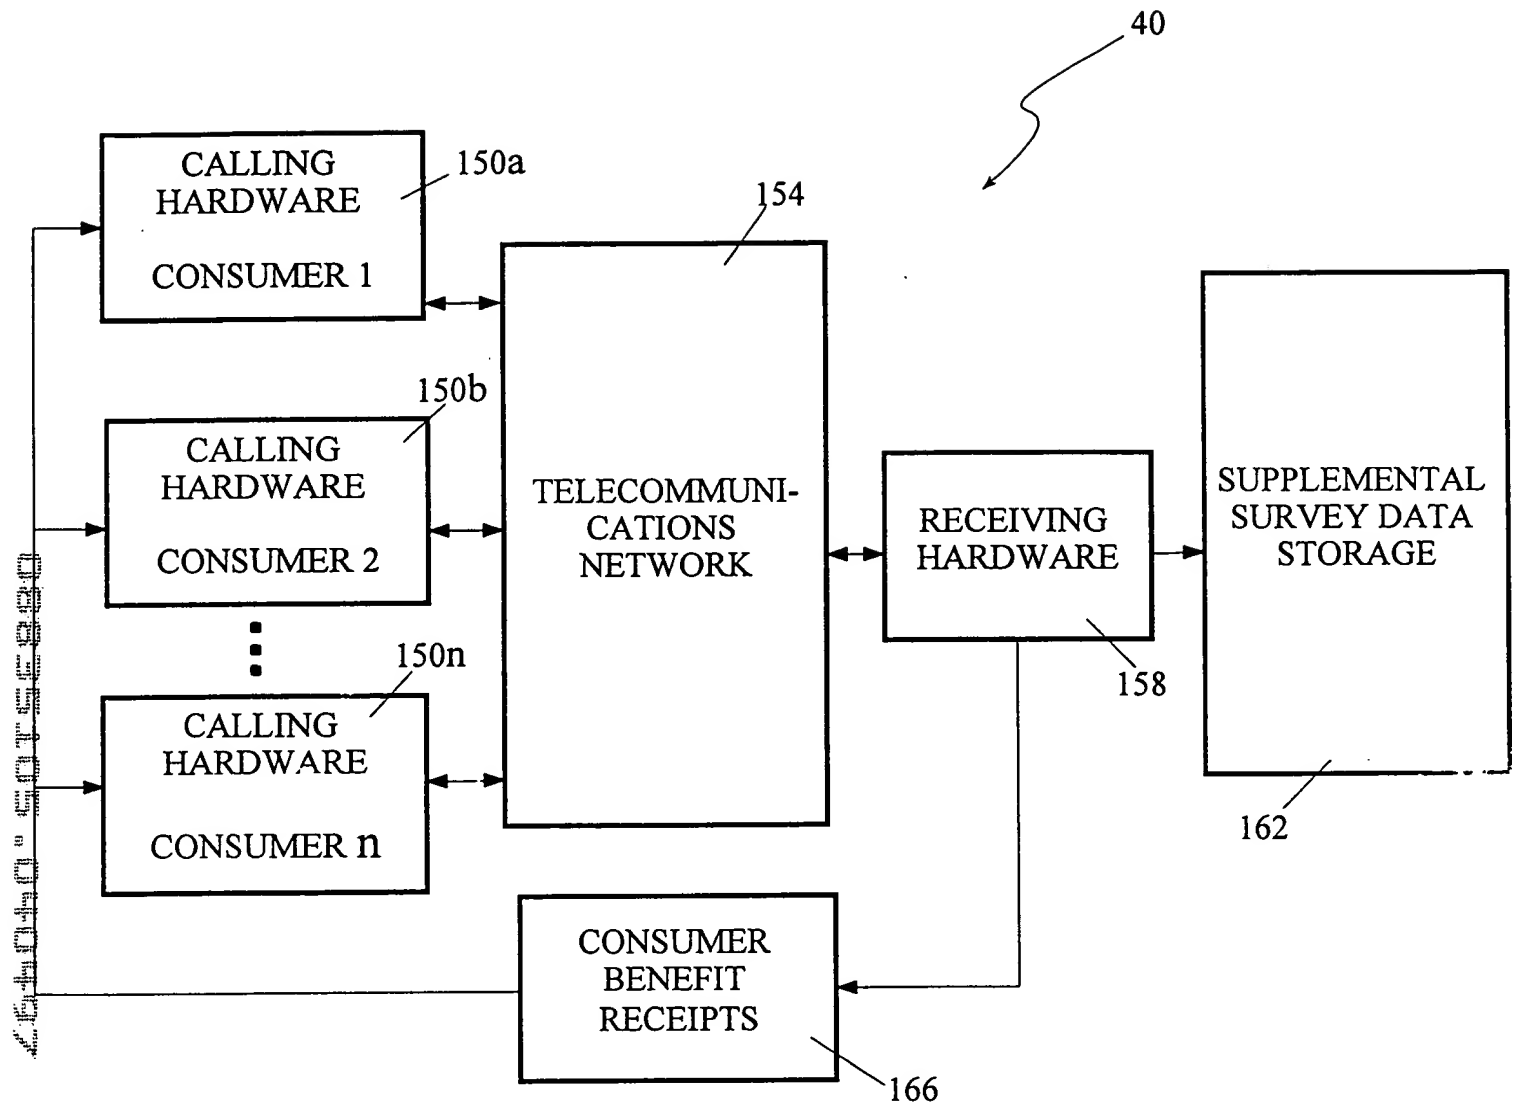 40
CALLING
HARDWARE
CONSUMER 1
150a
154
CALLING
HARDWARE
CONSUMER 2
150b
TELECOMMUNI-
CATIONS
NETWORK
RECEIVING
HARDWARE
158
SUPPLEMENTAL
SURVEY DATA
STORAGE
162
CALLING
HARDWARE
CONSUMER n
150n
CONSUMER
BENEFIT
RECEIPTS
166